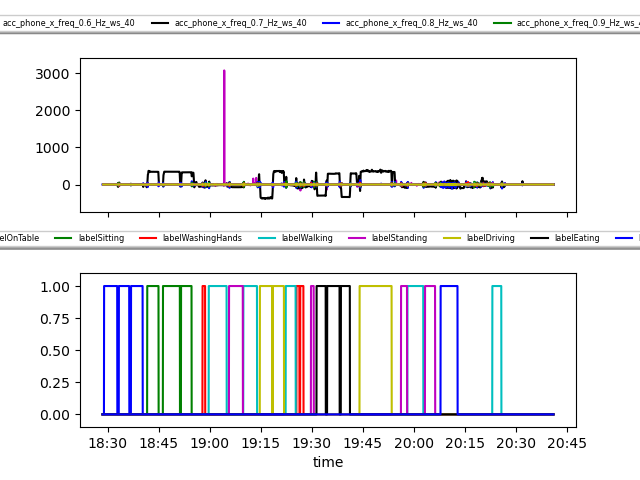 acc_phone_x_freq_0.6_Hz_ws_40 acc_phone_x_freq_0.7_Hz_ws_40 acc_phone_x_freq_0.8_Hz_ws_40 acc_phone_x_freq_0.9_Hz_ws_4
3000
2000
1000
0
elOnTable labelSitting labelWashingHands labelWalking labelStanding labelDriving labelEating
1.00
0.75
0.50
0.25
0.00
18:30 18:45 19:00 19:15 19:30 19:45 20:00 20:15 20:30 20:45
time